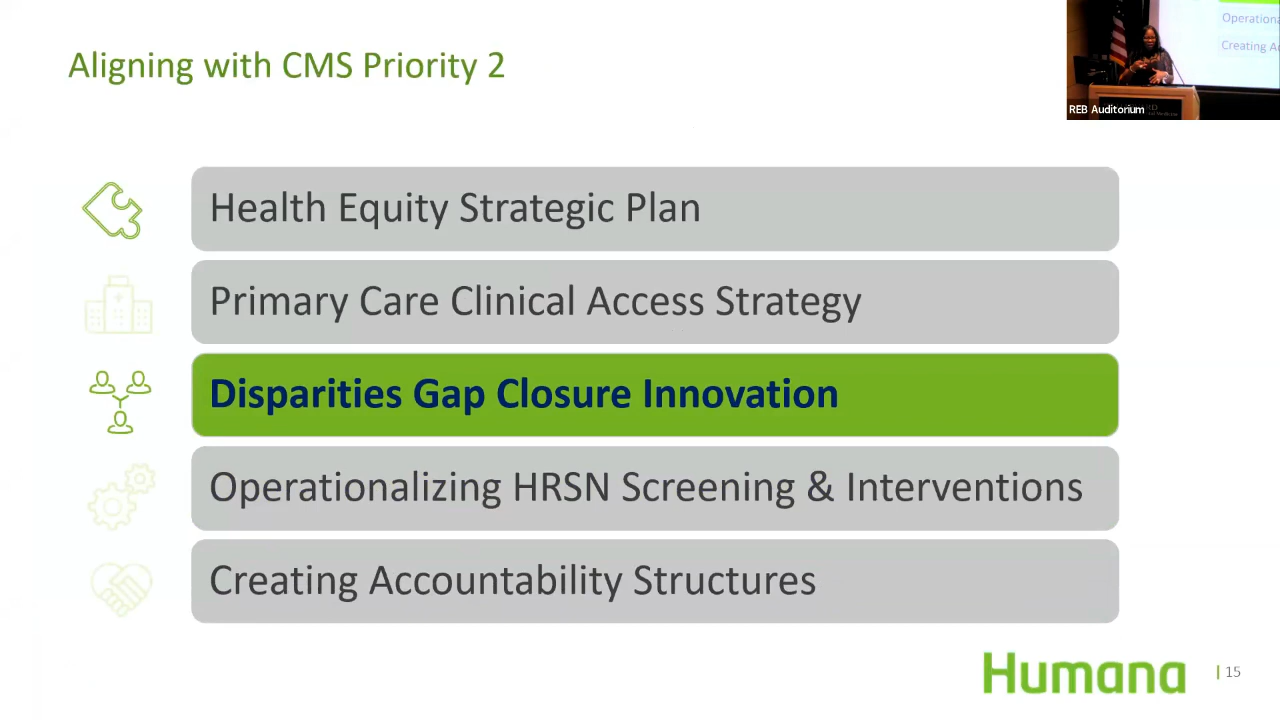 Aligning with CMS Priority 2
Operationa
Creating Ac
REB Auditorium
Health Equity Strategic Plan
Primary Care Clinical Access Strategy
Disparities Gap Closure Innovation
Operationalizing HRSN Screening & Interventions
Creating Accountability Structures
Humana
15